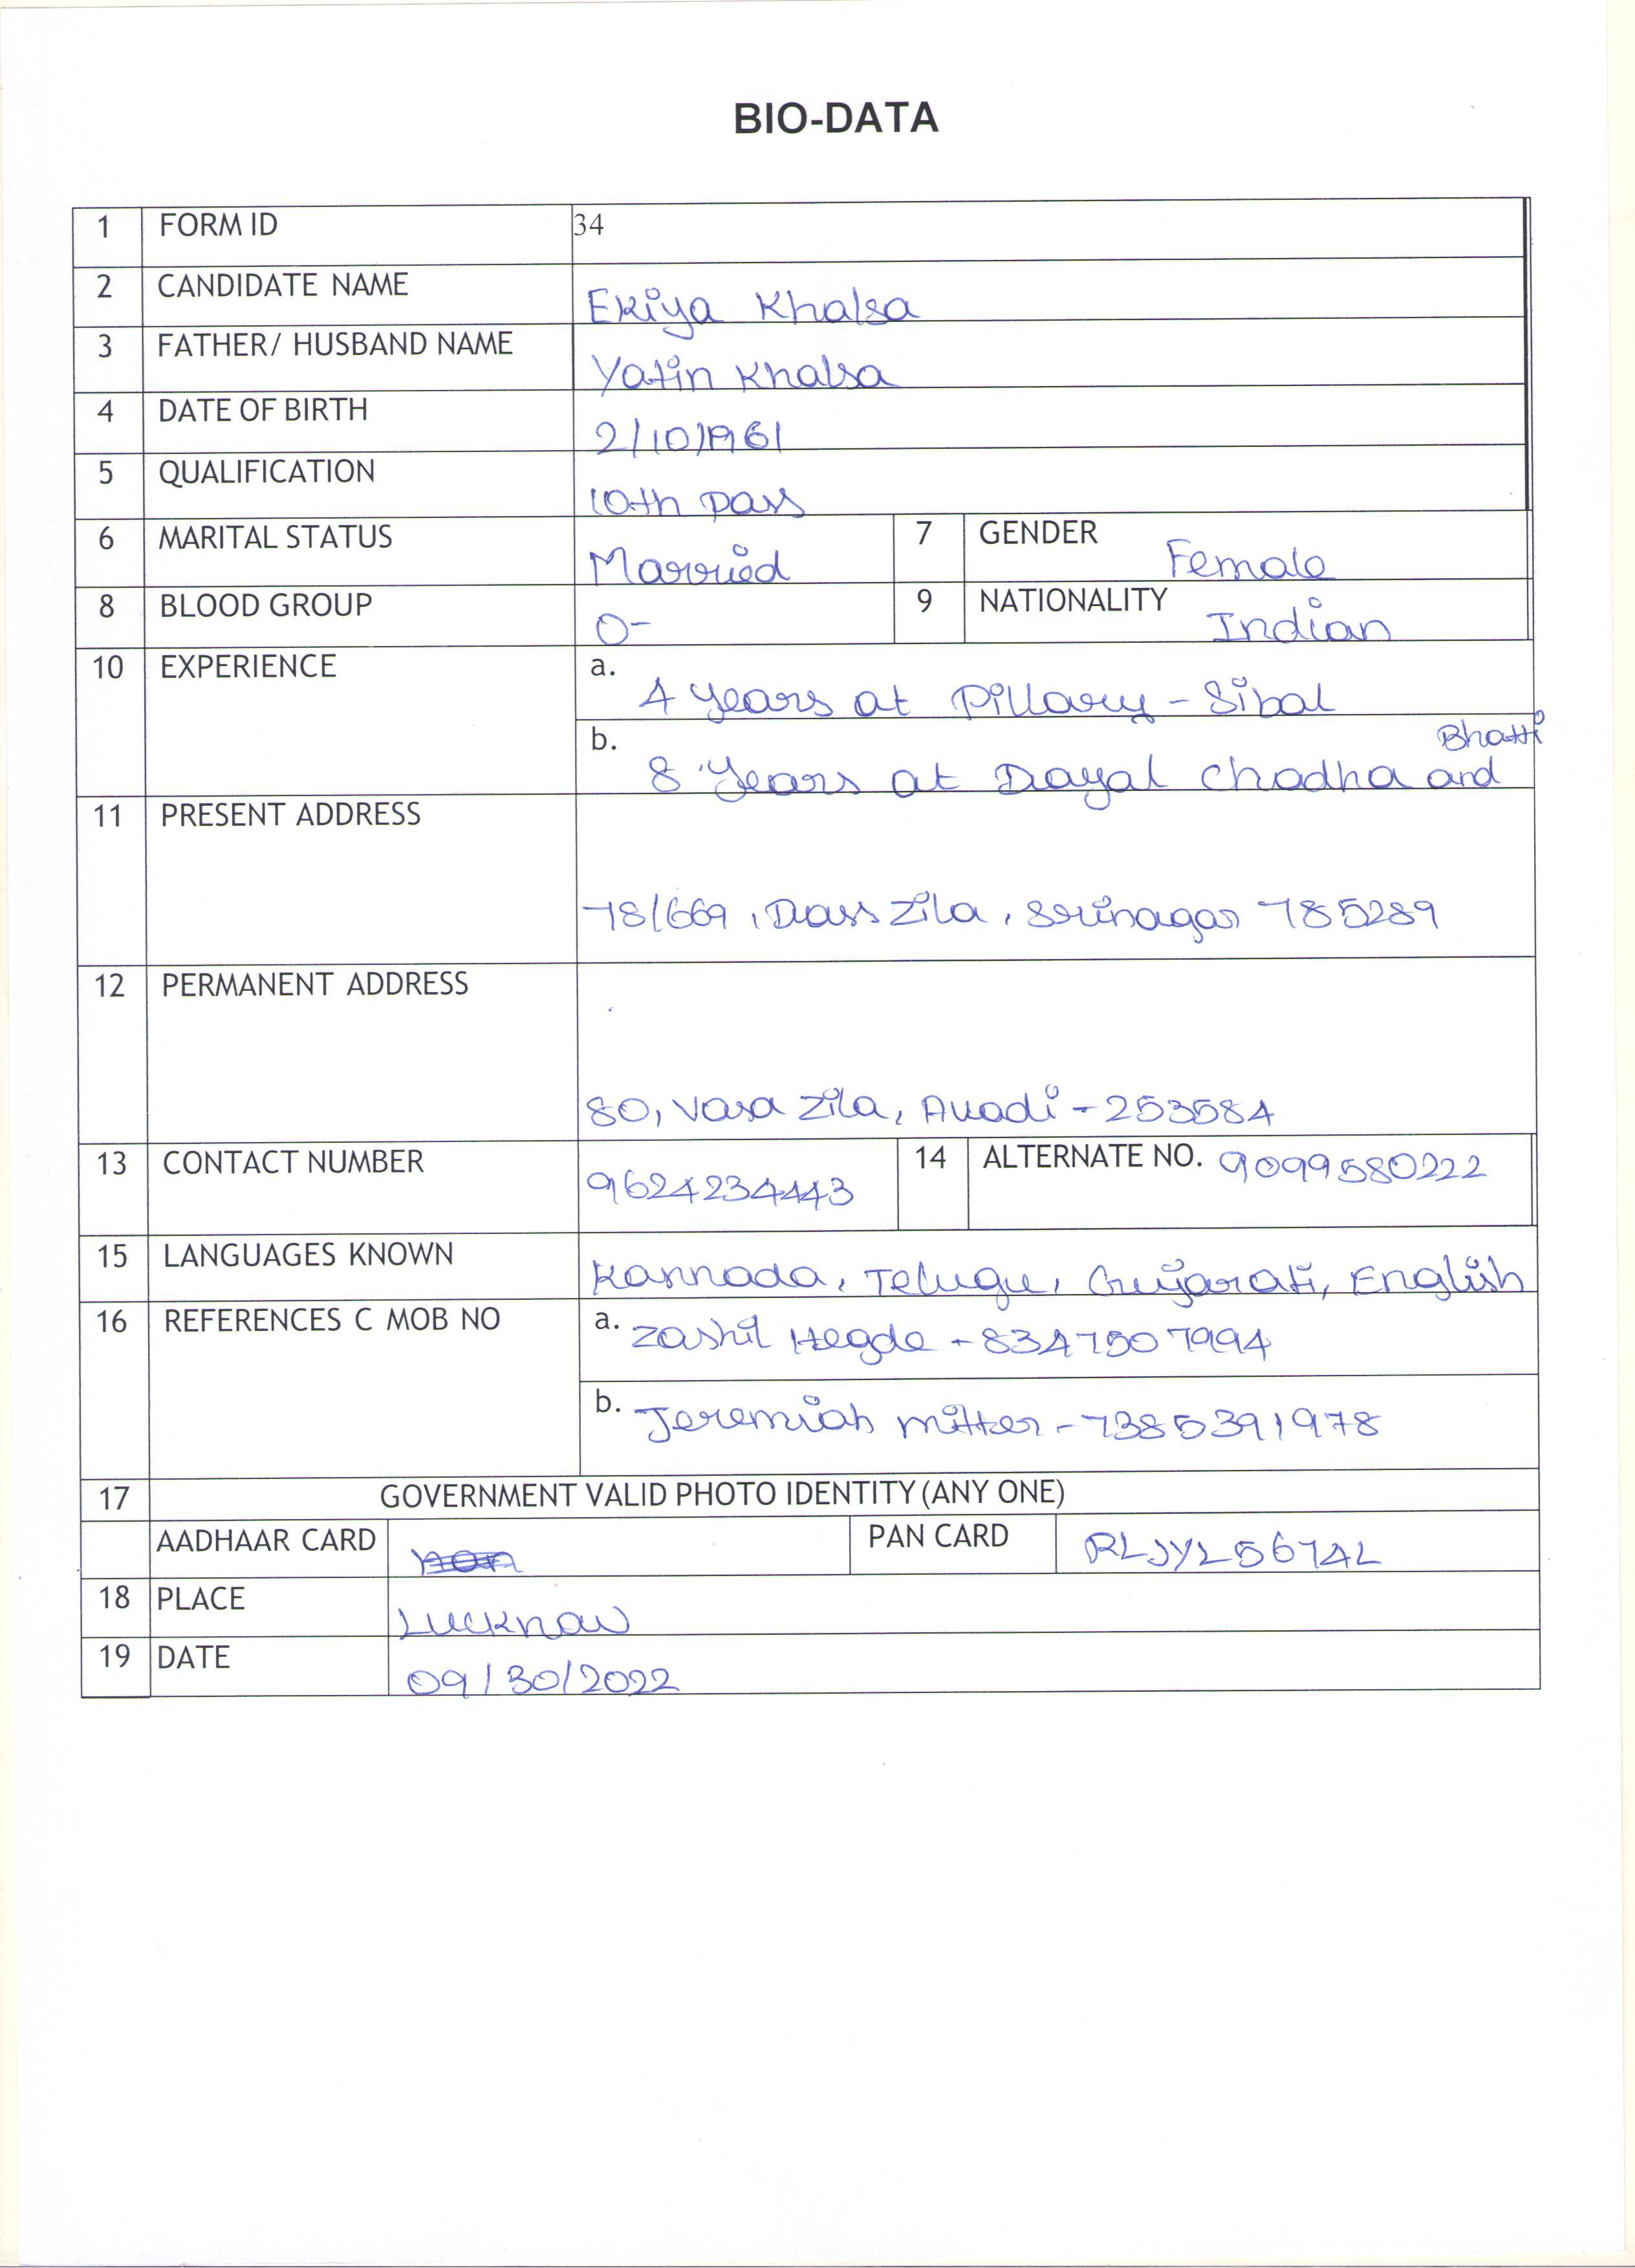 BIO-DATA
1 FORM ID 34
2 CANDIDATE NAME Ekiya Khalsa
3 FATHER/ HUSBAND NAME Yatin Khalsa
4 DATE OF BIRTH 2/10/1961
5 QUALIFICATION 10th pass
6 MARITAL STATUS Married 7 GENDER Female
8 BLOOD GROUP O- 9 NATIONALITY Indian
10 EXPERIENCE a. 4 years at Pillary - Sibal
b. 8 years at Dayal Chadha and Bhatti
11 PRESENT ADDRESS
78/669, Dass Zila, Srinagar 785289
12 PERMANENT ADDRESS
80, Vasa Zila, Avadi - 253584
13 CONTACT NUMBER 9624234443 14 ALTERNATE NO. 9099580222
15 LANGUAGES KNOWN Kannada, Telugu, Gujarati, English
16 REFERENCES C MOB NO a. Zashil Hegde - 8347507994
b. Jeremiah Mitter - 7385391978
17 GOVERNMENT VALID PHOTO IDENTITY (ANY ONE)
AADHAAR CARD PAN CARD RLJYL5674L
18 PLACE Lucknow
19 DATE 09/30/2022